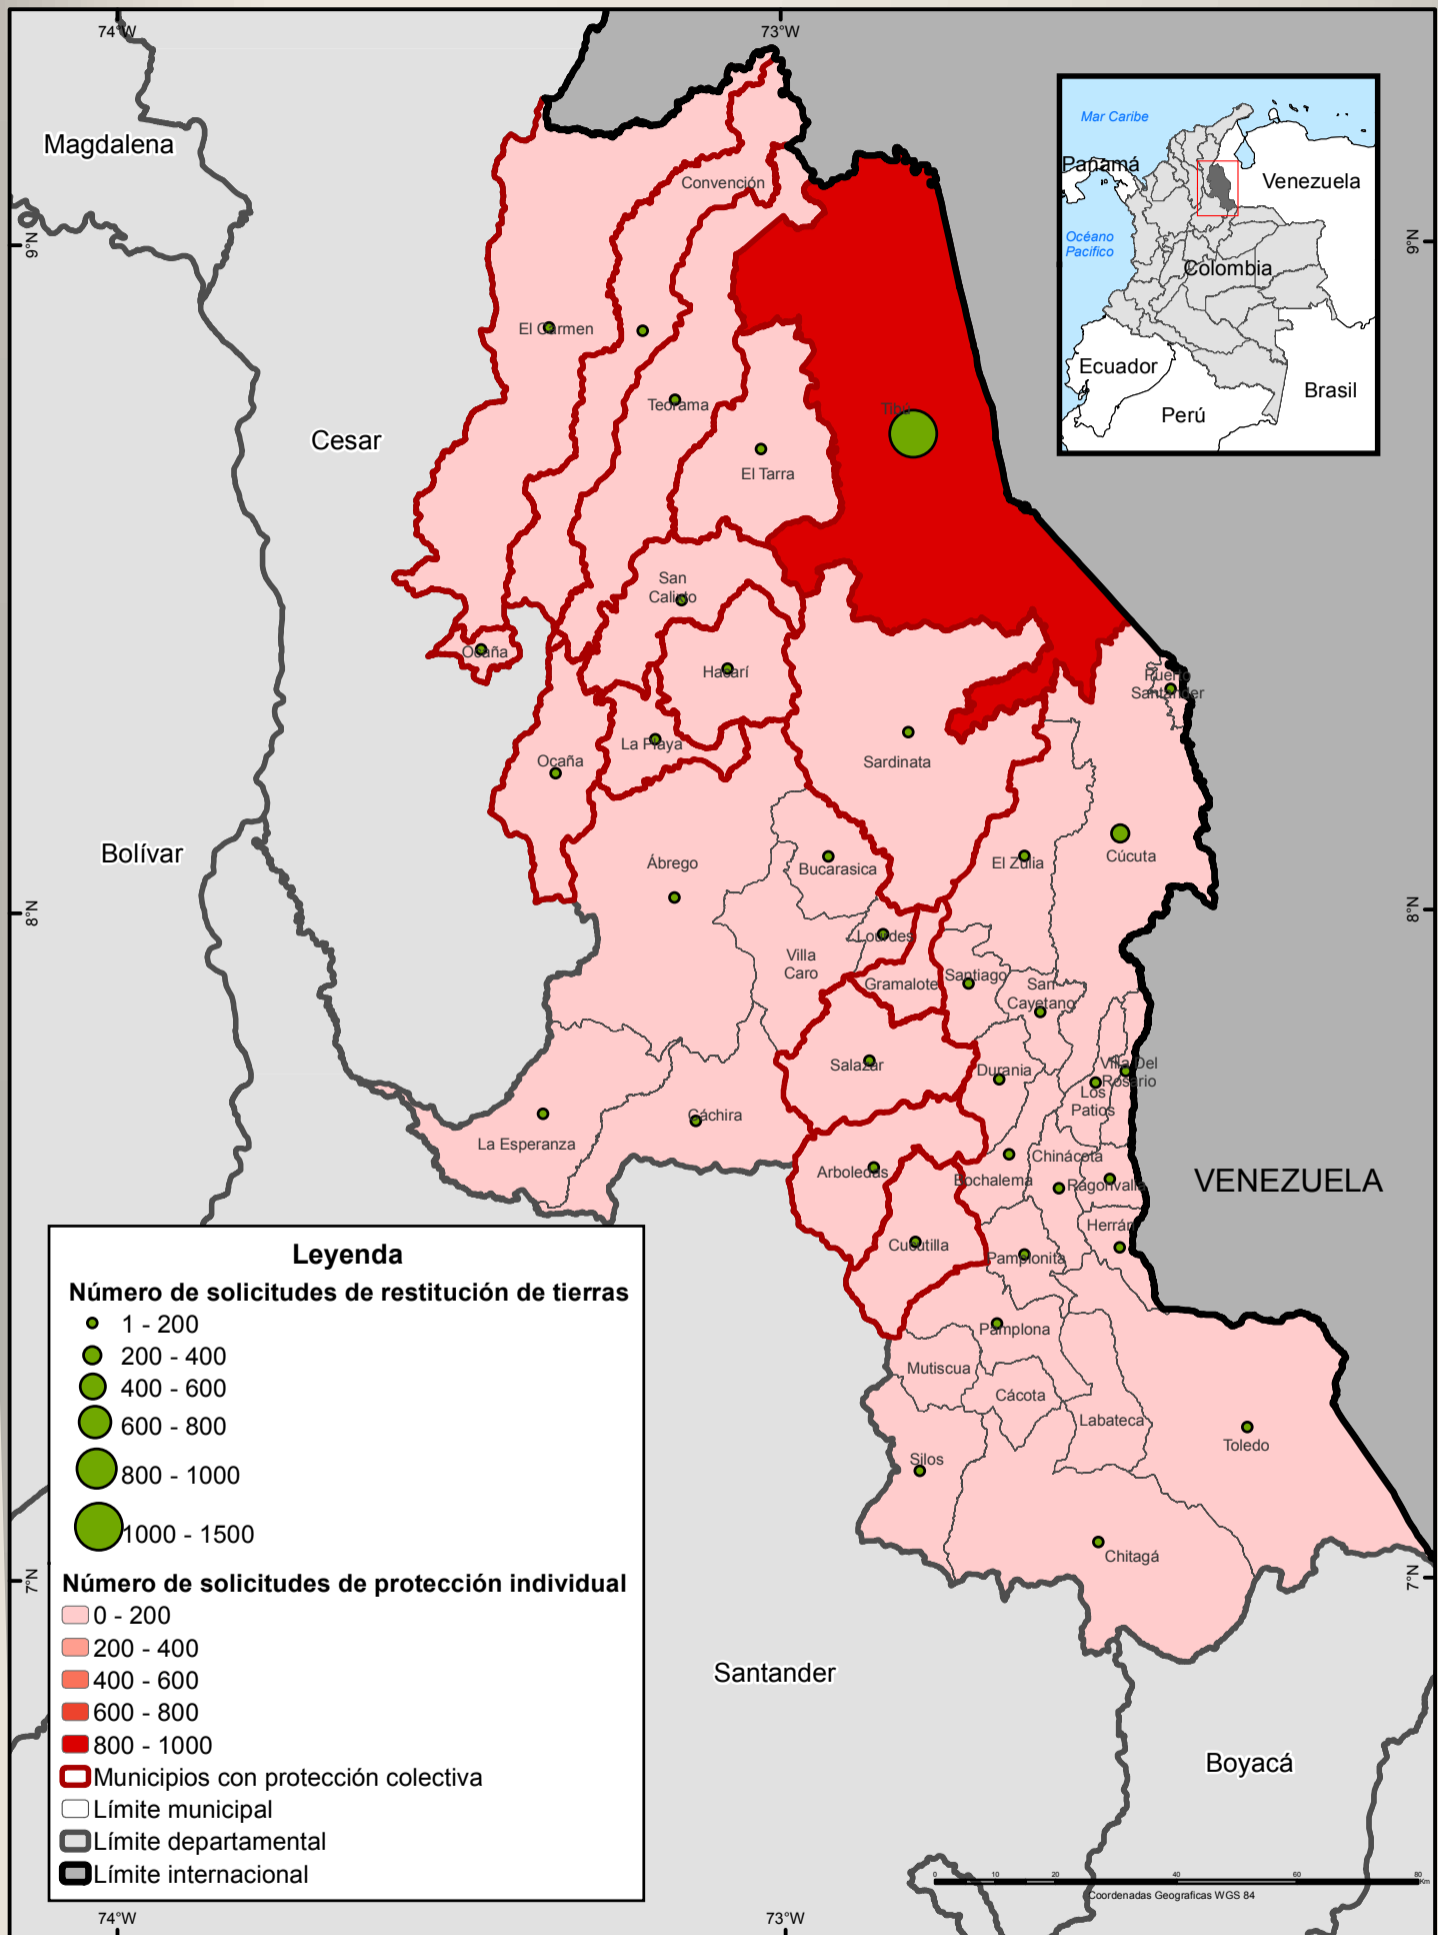 74°W
73°W
Magdalena
Convención
9°N
9°N
Mar Caribe
Panamá
Venezuela
Océano
Pacífico
Colombia
Ecuador
Brasil
Perú
El Carmen
Teorama
Cesar
Tibú
El Tarra
San
Calixto
Ocaña
Hacarí
Puerto
Santander
La Playa
Ocaña
Sardinata
Bolívar
Ábrego
Bucarasica
El Zulia
Cúcuta
8°N
8°N
Lourdes
Villa
Caro
Gramalote
Santiago
San
Cayetano
Salazar
Durania
Villa Del
Rosario
Los
Patios
La Esperanza
Cáchira
Arboledas
Chinácota
Bochalema
Ragonvalia
VENEZUELA
Herrán
Cucutilla
Pamplonita
Pamplona
Mutiscua
Cácota
Labateca
Toledo
Silos
Chitagá
7°N
7°N
Leyenda
Número de solicitudes de restitución de tierras
1 - 200
200 - 400
400 - 600
600 - 800
800 - 1000
1000 - 1500
Número de solicitudes de protección individual
0 - 200
200 - 400
400 - 600
600 - 800
800 - 1000
Municipios con protección colectiva
Límite municipal
Límite departamental
Límite internacional
Santander
Boyacá
0 10 20 40 60 80
Km
Coordenadas Geograficas WGS 84
74°W
73°W